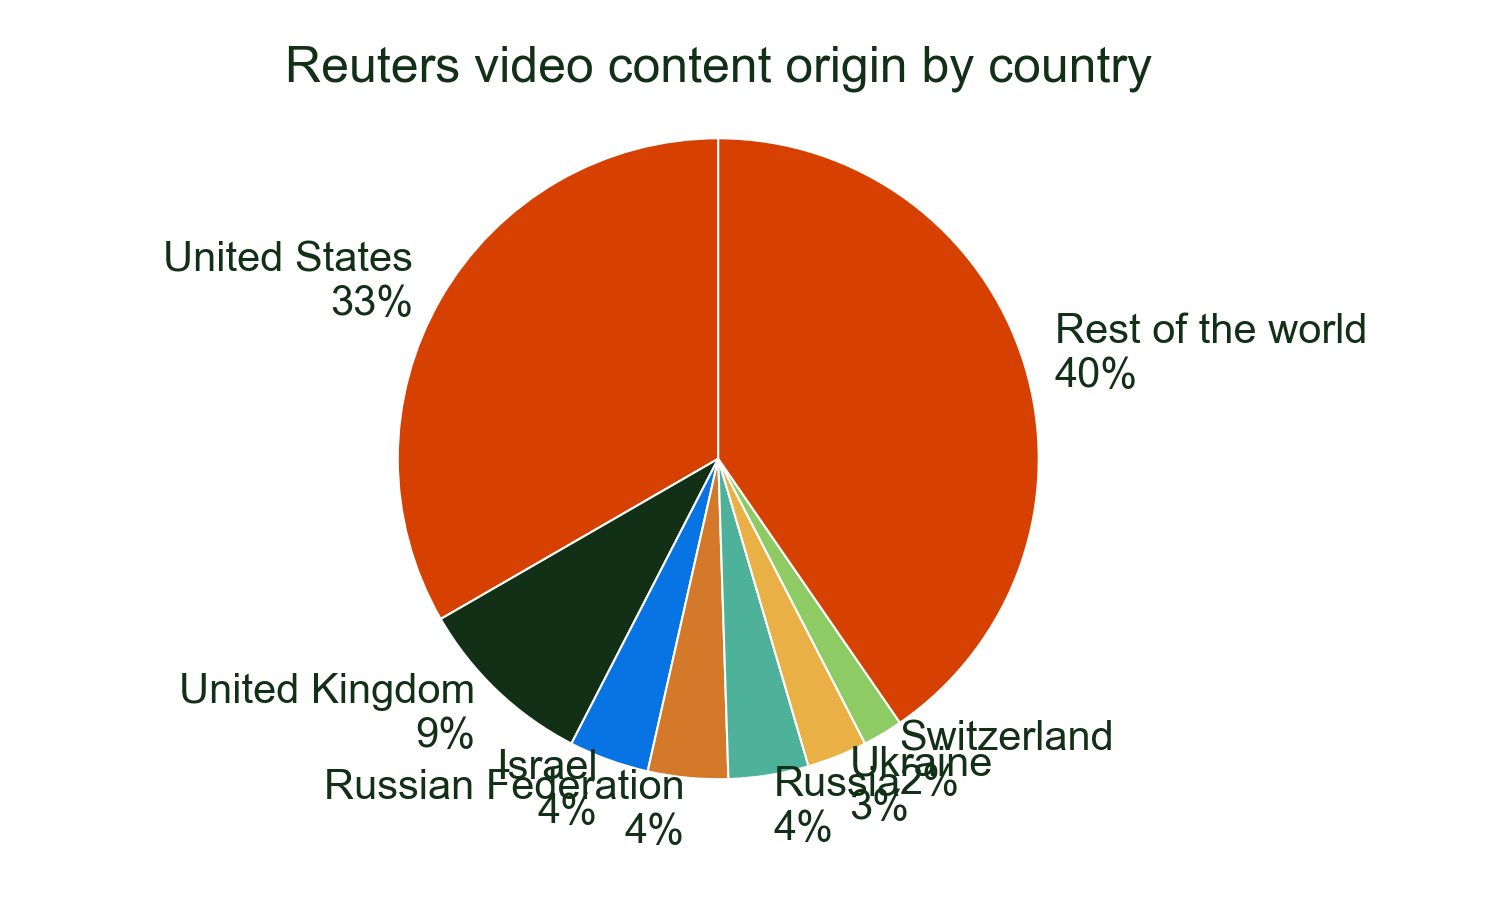 Reuters video content origin by country
United States
33%
Rest of the world
40%
United Kingdom
9%
Israel
4%
Russian Federation
4%
Russia
4%
Ukraine
3%
Switzerland
2%